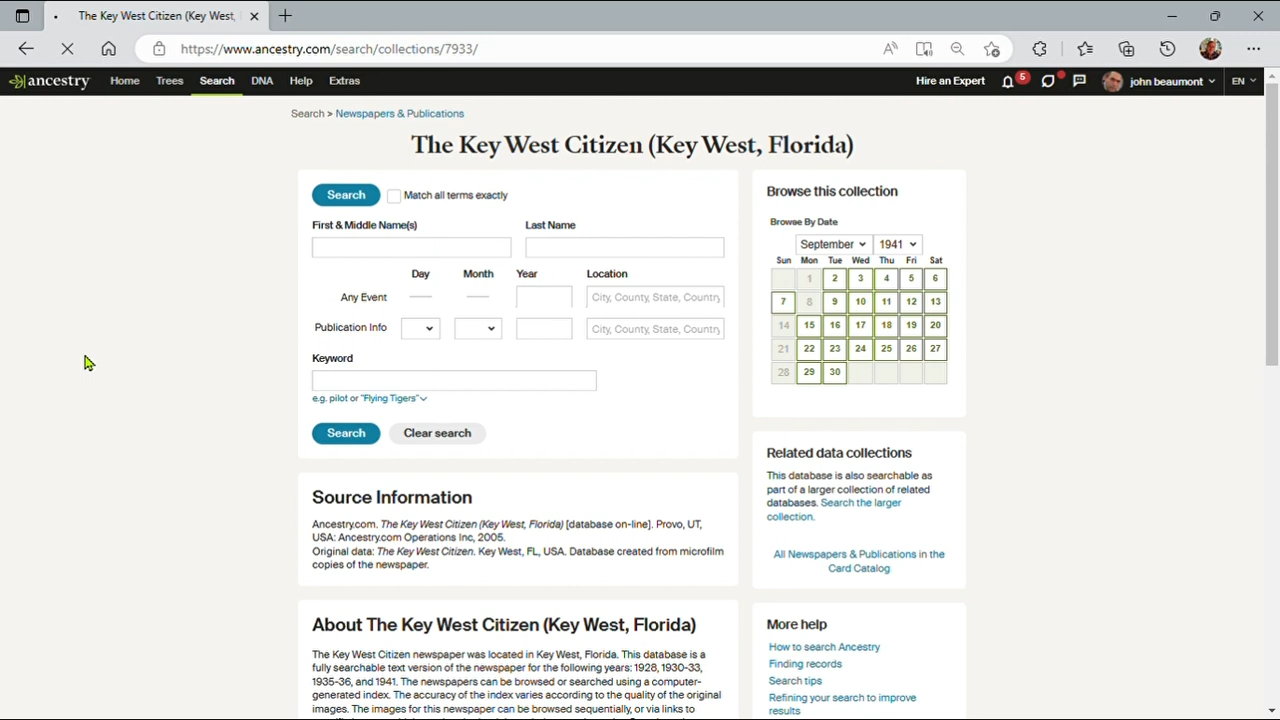 The Key West Citizen (Key West,
https://www.ancestry.com/search/collections/7933/
ancestry Home Trees Search DNA Help Extras Hire an Expert 5 john beaumont EN
Search > Newspapers & Publications
The Key West Citizen (Key West, Florida)
Search Match all terms exactly
First & Middle Name(s) Last Name
Day Month Year Location
Any Event City, County, State, Country
Publication Info City, County, State, Country
Keyword
e.g. pilot or "Flying Tigers"
Search Clear search
Source Information
Ancestry.com. The Key West Citizen (Key West, Florida) [database on-line]. Provo, UT,
USA: Ancestry.com Operations Inc, 2005.
Original data: The Key West Citizen. Key West, FL, USA. Database created from microfilm
copies of the newspaper.
About The Key West Citizen (Key West, Florida)
The Key West Citizen newspaper was located in Key West, Florida. This database is a
fully searchable text version of the newspaper for the following years: 1928, 1930-33,
1935-36, and 1941. The newspapers can be browsed or searched using a computer-
generated index. The accuracy of the index varies according to the quality of the original
images. The images for this newspaper can be browsed sequentially, or via links to
Browse this collection
Browse By Date
September 1941
Sun Mon Tue Wed Thu Fri Sat
1 2 3 4 5 6
7 8 9 10 11 12 13
14 15 16 17 18 19 20
21 22 23 24 25 26 27
28 29 30
Related data collections
This database is also searchable as
part of a larger collection of related
databases. Search the larger
collection.
All Newspapers & Publications in the
Card Catalog
More help
How to search Ancestry
Finding records
Search tips
Refining your search to improve
results